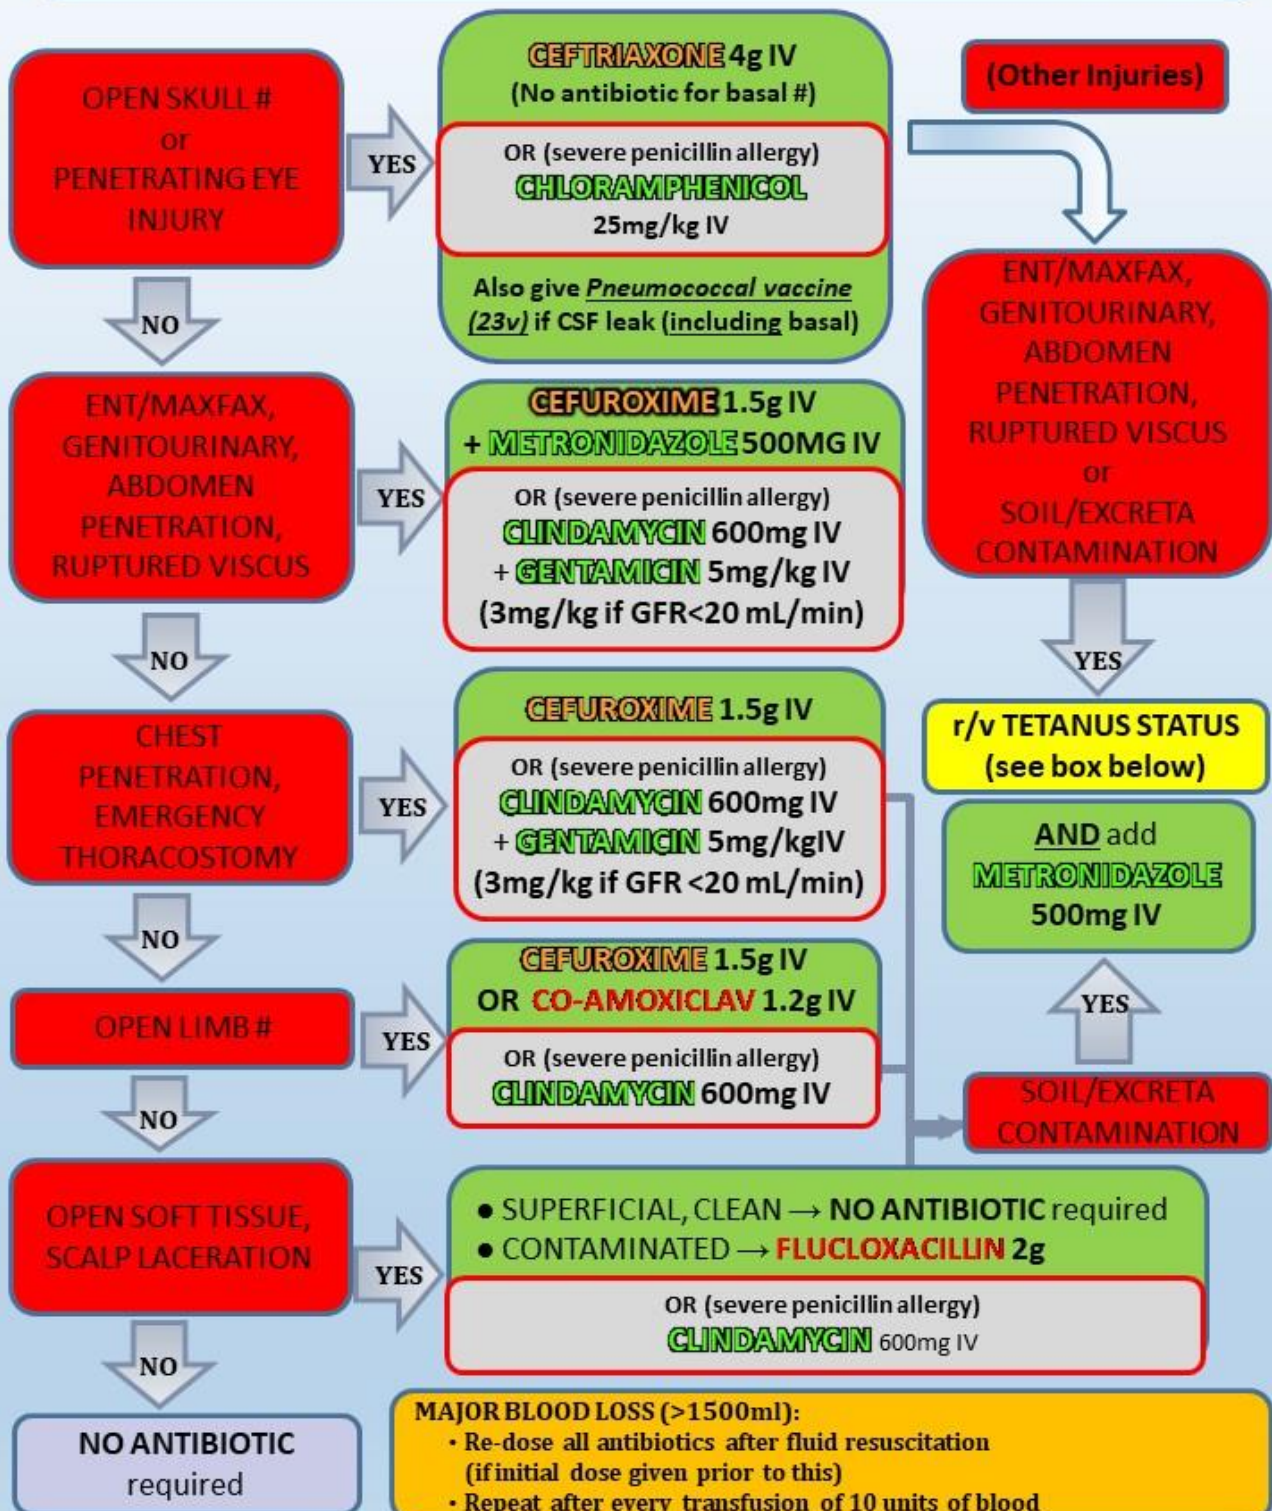 OPEN SKULL #
or
PENETRATING EYE
INJURY
YES
CEFTRIAXONE 4g IV
(No antibiotic for basal #)
OR (severe penicillin allergy)
CHLORAMPHENICOL
25mg/kg IV
Also give Pneumococcal vaccine
(23v) if CSF leak (including basal)
(Other Injuries)
NO
ENT/MAXFAX,
GENITOURINARY,
ABDOMEN
PENETRATION,
RUPTURED VISCUS
YES
CEFUROXIME 1.5g IV
+ METRONIDAZOLE 500MG IV
OR (severe penicillin allergy)
CLINDAMYCIN 600mg IV
+ GENTAMICIN 5mg/kg IV
(3mg/kg if GFR<20 mL/min)
ENT/MAXFAX,
GENITOURINARY,
ABDOMEN
PENETRATION,
RUPTURED VISCUS
or
SOIL/EXCRETA
CONTAMINATION
YES
r/v TETANUS STATUS
(see box below)
AND add
METRONIDAZOLE
500mg IV
YES
SOIL/EXCRETA
CONTAMINATION
NO
CHEST
PENETRATION,
EMERGENCY
THORACOSTOMY
YES
CEFUROXIME 1.5g IV
OR (severe penicillin allergy)
CLINDAMYCIN 600mg IV
+ GENTAMICIN 5mg/kgIV
(3mg/kg if GFR <20 mL/min)
NO
OPEN LIMB #
YES
CEFUROXIME 1.5g IV
OR CO-AMOXICLAV 1.2g IV
OR (severe penicillin allergy)
CLINDAMYCIN 600mg IV
NO
OPEN SOFT TISSUE,
SCALP LACERATION
YES
● SUPERFICIAL, CLEAN → NO ANTIBIOTIC required
● CONTAMINATED → FLUCLOXACILLIN 2g
OR (severe penicillin allergy)
CLINDAMYCIN 600mg IV
NO
NO ANTIBIOTIC
required
MAJOR BLOOD LOSS (>1500ml):
• Re-dose all antibiotics after fluid resuscitation
(if initial dose given prior to this)
• Repeat after every transfusion of 10 units of blood